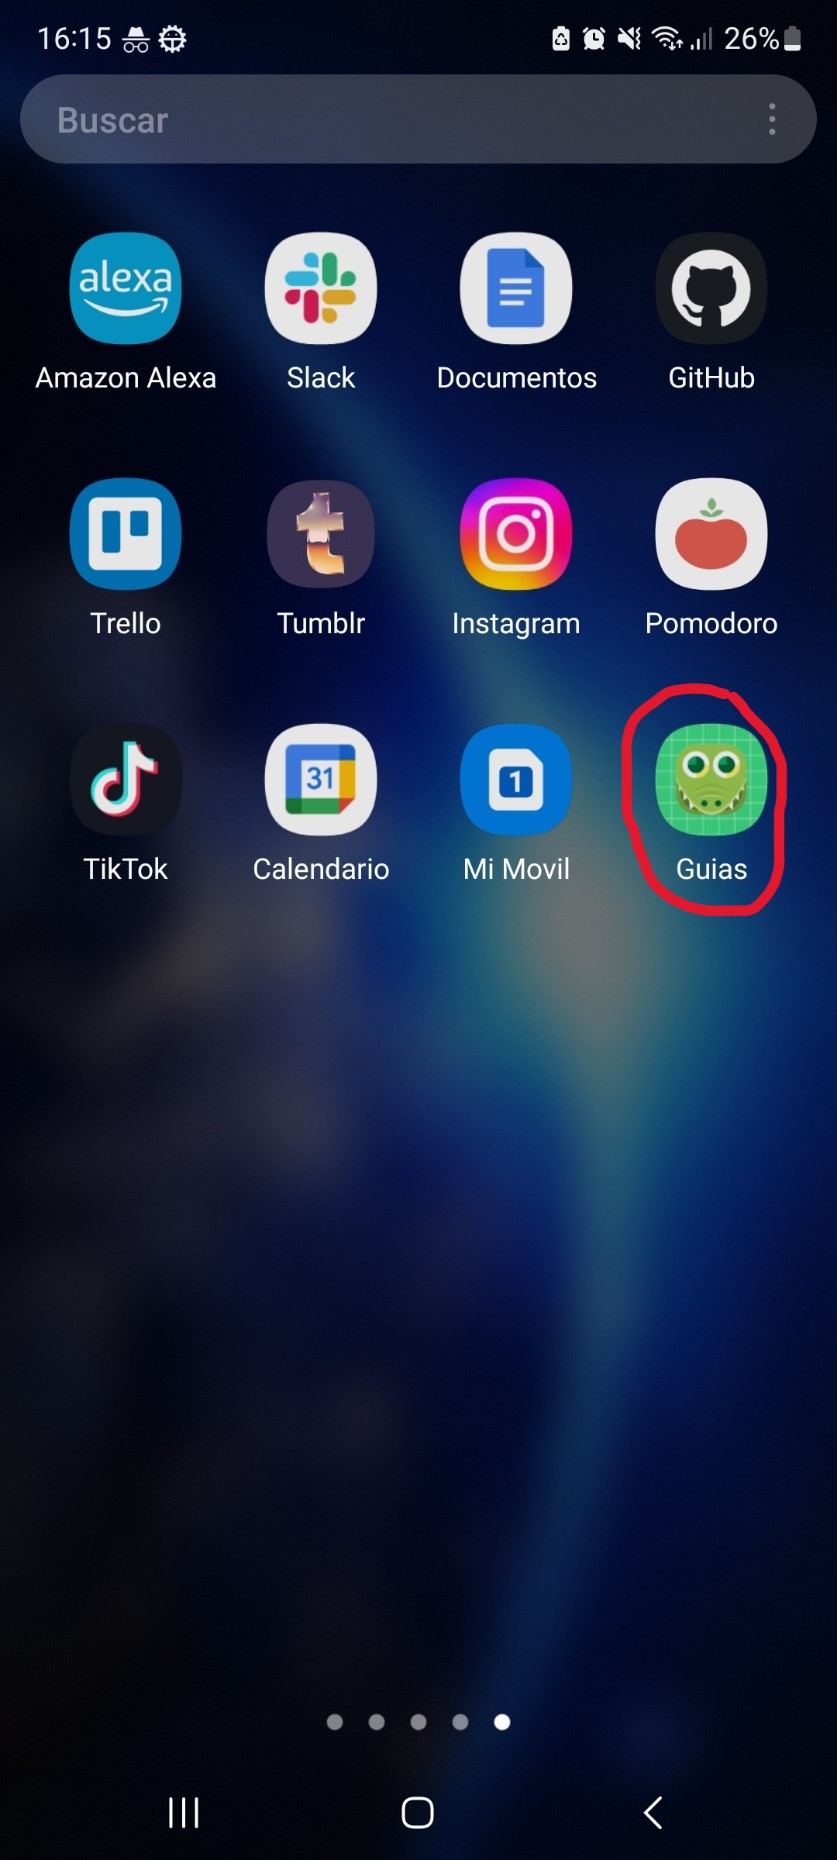 16:15 26%
Buscar
alexa
Amazon Alexa Slack Documentos GitHub
t
Trello Tumblr Instagram Pomodoro
31 1
TikTok Calendario Mi Movil Guias